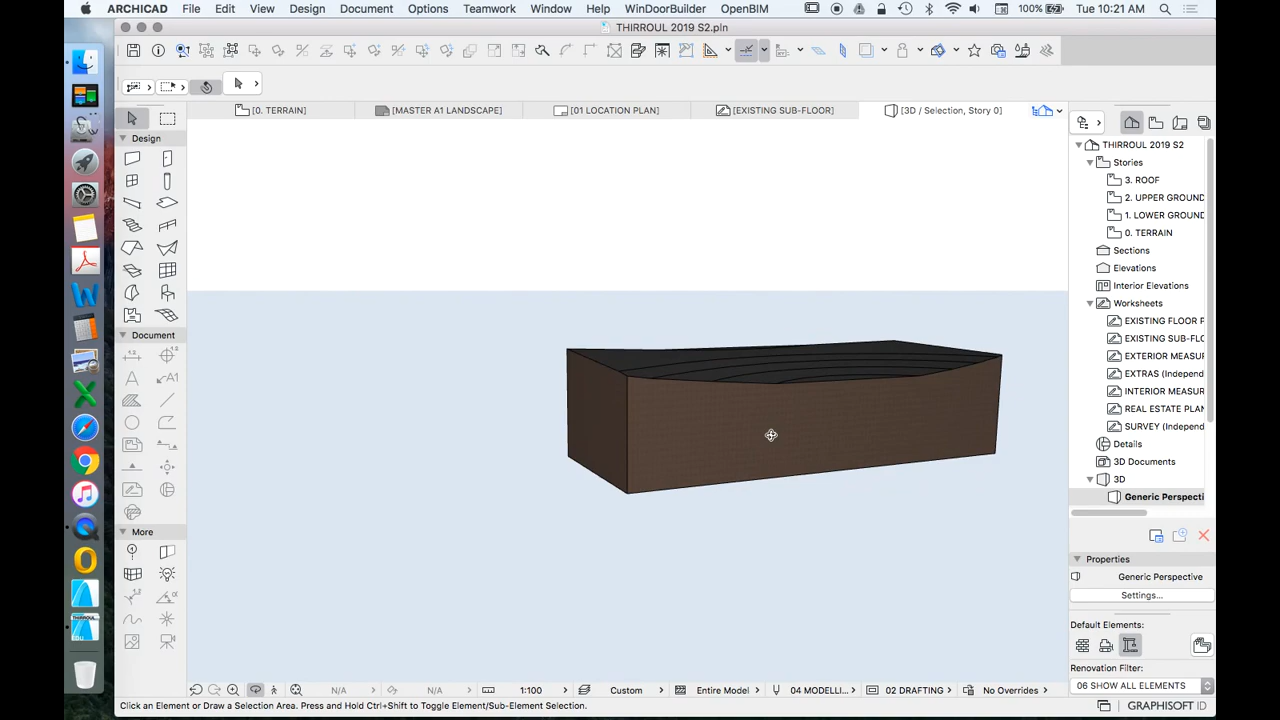 ARCHICAD File Edit View Design Document Options Teamwork Window Help WinDoorBuilder OpenBIM 100% Tue 10:21 AM
THIRROUL 2019 S2.pln
[0. TERRAIN] [MASTER A1 LANDSCAPE] [01 LOCATION PLAN] [EXISTING SUB-FLOOR] [3D / Selection, Story 0]
Design
Document
More
THIRROUL 2019 S2
Stories
3. ROOF
2. UPPER GROUND
1. LOWER GROUND
0. TERRAIN
Sections
Elevations
Interior Elevations
Worksheets
EXISTING FLOOR P
EXISTING SUB-FLO
EXTERIOR MEASUR
EXTRAS (Independ
INTERIOR MEASUR
REAL ESTATE PLAN
SURVEY (Independ
Details
3D Documents
3D
Generic Perspecti
Properties
Generic Perspective
Settings...
Default Elements:
Renovation Filter:
06 SHOW ALL ELEMENTS
N/A N/A 1:100 Custom Entire Model 04 MODELLI... 02 DRAFTING No Overrides
Click an Element or Draw a Selection Area. Press and Hold Ctrl+Shift to Toggle Element/Sub-Element Selection. GRAPHISOFT ID